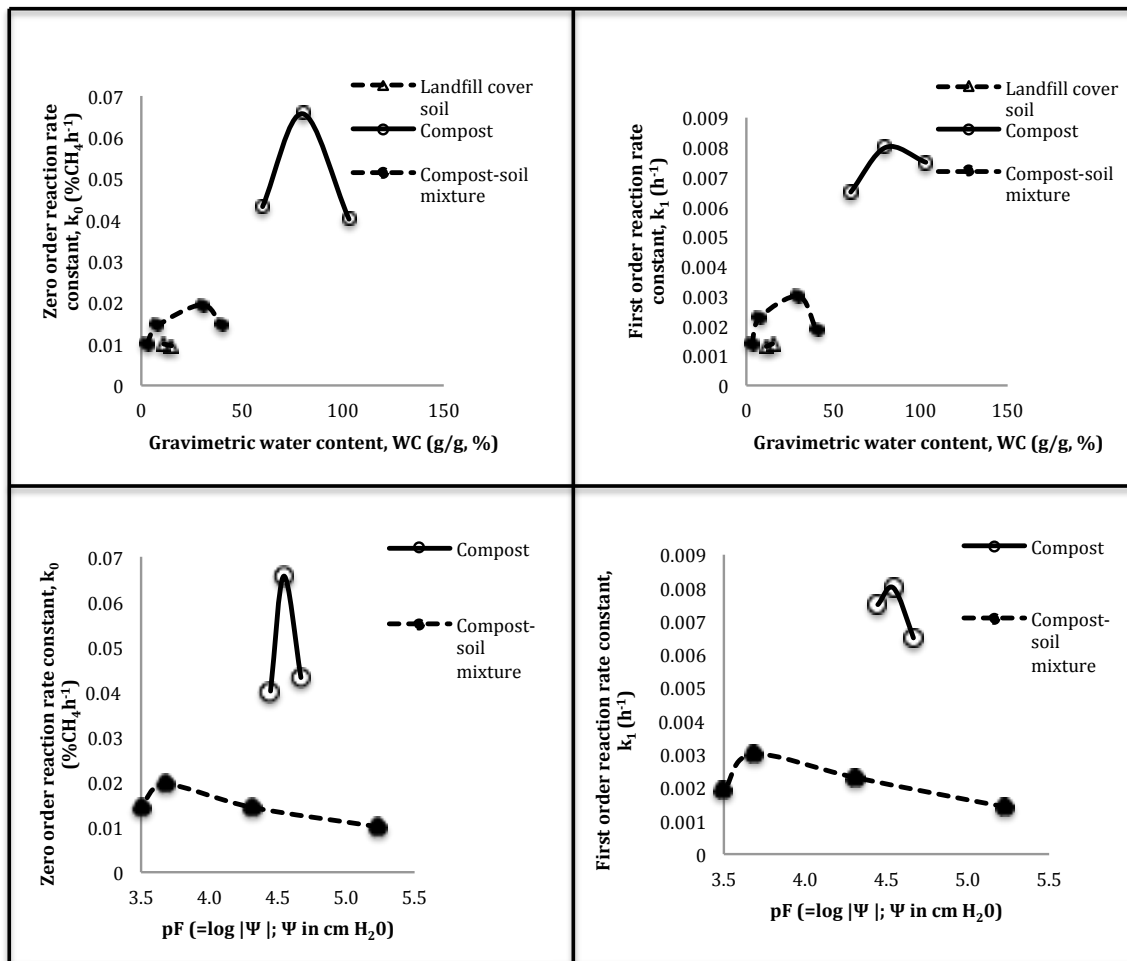 Zero order reaction rate
constant, k₀ (%CH₄h⁻¹)
0.07
0.06
0.05
0.04
0.03
0.02
0.01
0
0 50 100 150
Gravimetric water content, WC (g/g, %)
Landfill cover
soil
Compost
Compost-soil
mixture
First order reaction rate
constant, k₁ (h⁻¹)
0.009
0.008
0.007
0.006
0.005
0.004
0.003
0.002
0.001
0
0 50 100 150
Gravimetric water content, WC (g/g, %)
Landfill cover
soil
Compost
Compost-soil
mixture
Zero order reaction rate constant, k₀
(%CH₄h⁻¹)
0.07
0.06
0.05
0.04
0.03
0.02
0.01
0
3.5 4.0 4.5 5.0 5.5
pF (=log |Ψ |; Ψ in cm H₂0)
Compost
Compost-
soil
mixture
First order reaction rate constant,
k₁ (h⁻¹)
0.009
0.008
0.007
0.006
0.005
0.004
0.003
0.002
0.001
0
3.5 4.0 4.5 5.0 5.5
pF (=log |Ψ |; Ψ in cm H₂0)
Compost
Compost-
soil
mixture